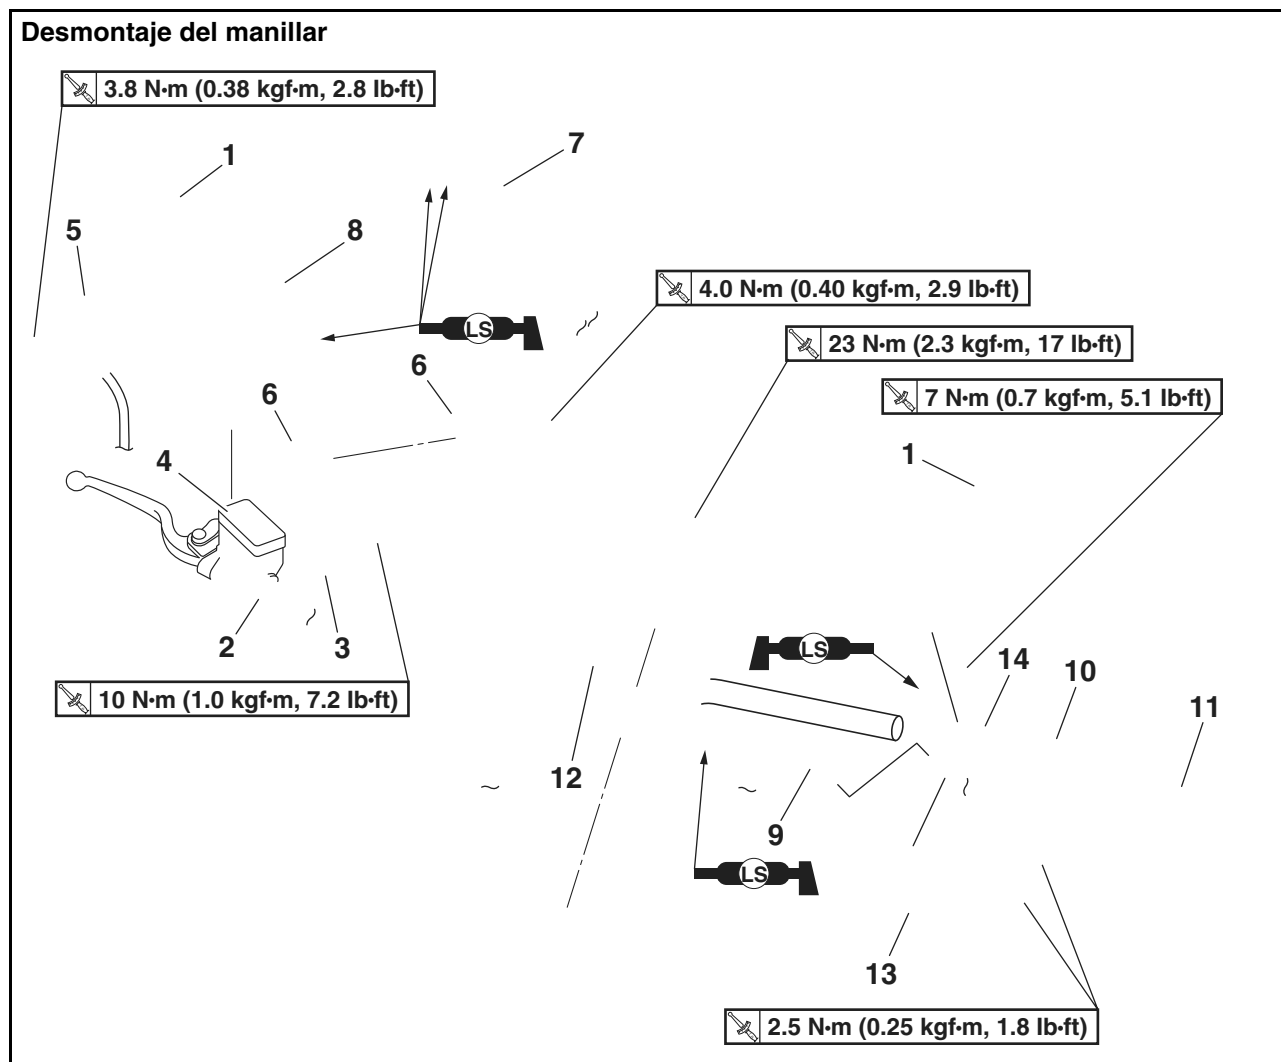 Desmontaje del manillar
3.8 N•m (0.38 kgf•m, 2.8 lb•ft)
1
7
5
8
4.0 N•m (0.40 kgf•m, 2.9 lb•ft)
LS
23 N•m (2.3 kgf•m, 17 lb•ft)
6
6
7 N•m (0.7 kgf•m, 5.1 lb•ft)
4
1
2
3
LS
14
10
10 N•m (1.0 kgf•m, 7.2 lb•ft)
11
12
9
LS
13
2.5 N•m (0.25 kgf•m, 1.8 lb•ft)